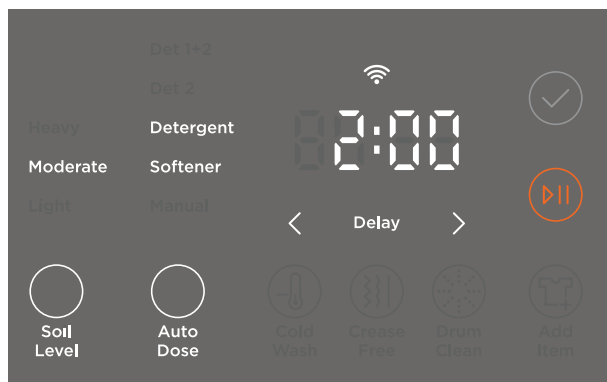 Det 1+2
Det 2
Heavy
Detergent
Moderate
Softener
Light
Manual
2:00
Delay
Soil
Level
Auto
Dose
Cold
Wash
Crease
Free
Drum
Clean
Add
Item